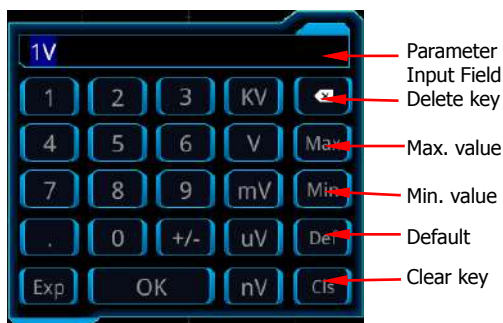 1V
Parameter
Input Field
1 2 3 KV
Delete key
4 5 6 V Max
Max. value
7 8 9 mV Min
Min. value
. 0 +/- uV Def
Default
Exp OK nV Cls
Clear key